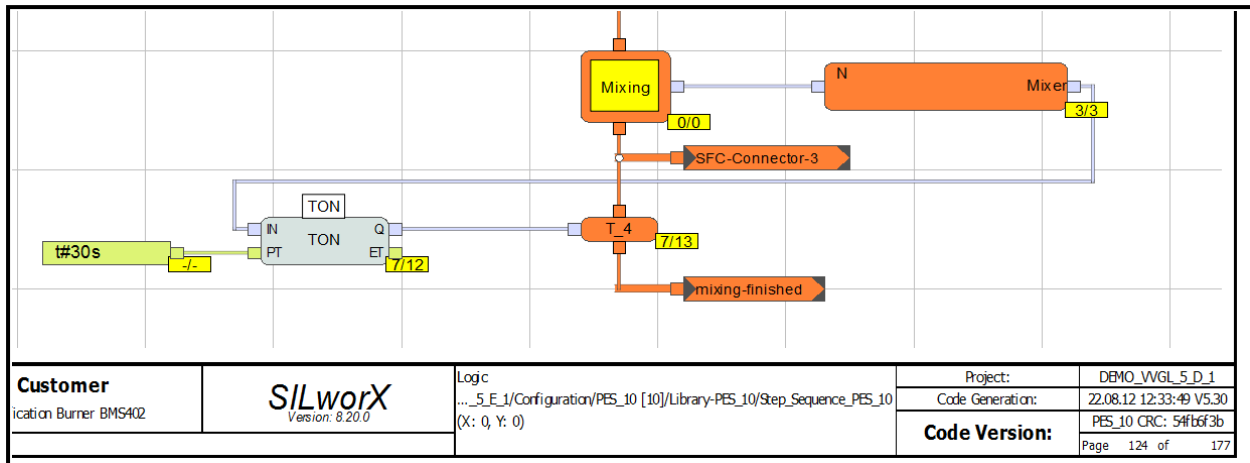 Mixing
0/0
N
Mixer
3/3
SFC-Connector-3
TON
IN
Q
TON
PT
ET
7/12
t#30s
-/-
T_4
7/13
mixing-finished
Customer
ication Burner BMS402
SILworX
Version: 8.20.0
Logic
..._5_E_1/Configuration/PES_10 [10]/Library-PES_10/Step_Sequence_PES_10
(X: 0, Y: 0)
Project: DEMO_VVGL_5_D_1
Code Generation: 22.08.12 12:33:49 V5.30
Code Version: PES_10 CRC: 54fb6f3b
Page 124 of 177